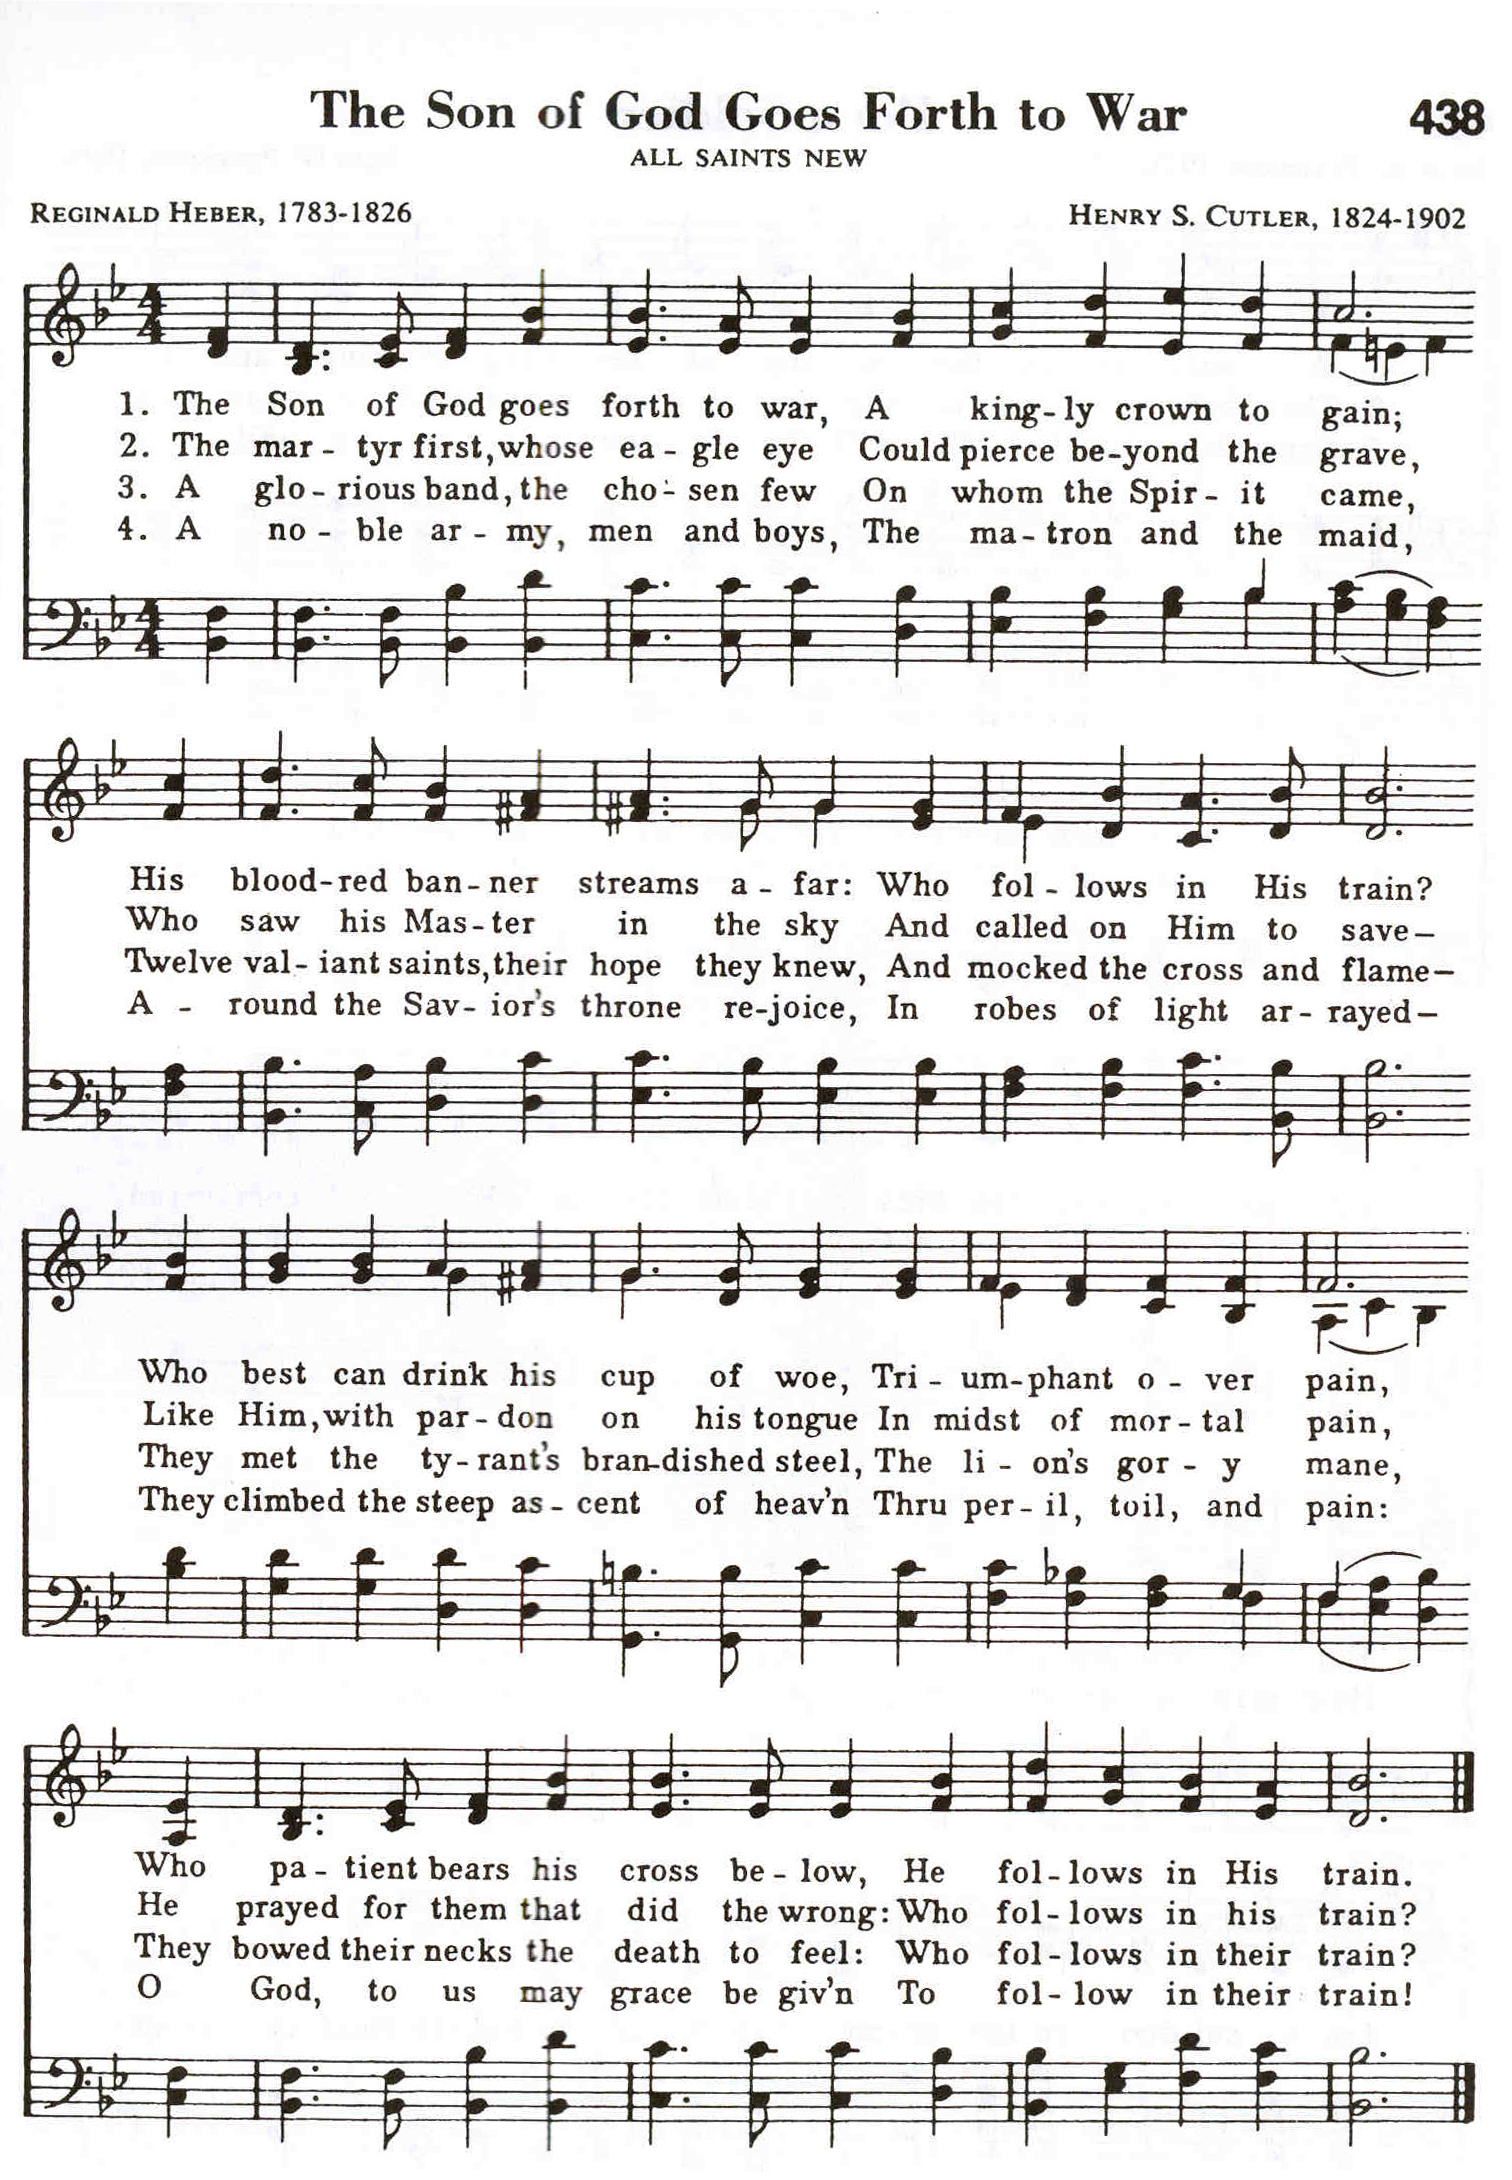 The Son of God Goes Forth to War 438
ALL SAINTS NEW
REGINALD HEBER, 1783-1826 HENRY S. CUTLER, 1824-1902
4
4
1. The Son of God goes forth to war, A king-ly crown to gain;
2. The mar-tyr first, whose ea-gle eye Could pierce be-yond the grave,
3. A glo-rious band, the cho-sen few On whom the Spir-it came,
4. A no-ble ar-my, men and boys, The ma-tron and the maid,
4
4
His blood-red ban-ner streams a-far: Who fol-lows in His train?
Who saw his Mas-ter in the sky And called on Him to save—
Twelve val-iant saints, their hope they knew, And mocked the cross and flame—
A-round the Sav-ior's throne re-joice, In robes of light ar-rayed—
Who best can drink his cup of woe, Tri-um-phant o-ver pain,
Like Him, with par-don on his tongue In midst of mor-tal pain,
They met the ty-rant's bran-dished steel, The li-on's gor-y mane,
They climbed the steep as-cent of heav'n Thru per-il, toil, and pain:
Who pa-tient bears his cross be-low, He fol-lows in His train.
He prayed for them that did the wrong: Who fol-lows in his train?
They bowed their necks the death to feel: Who fol-lows in their train?
O God, to us may grace be giv'n To fol-low in their train!